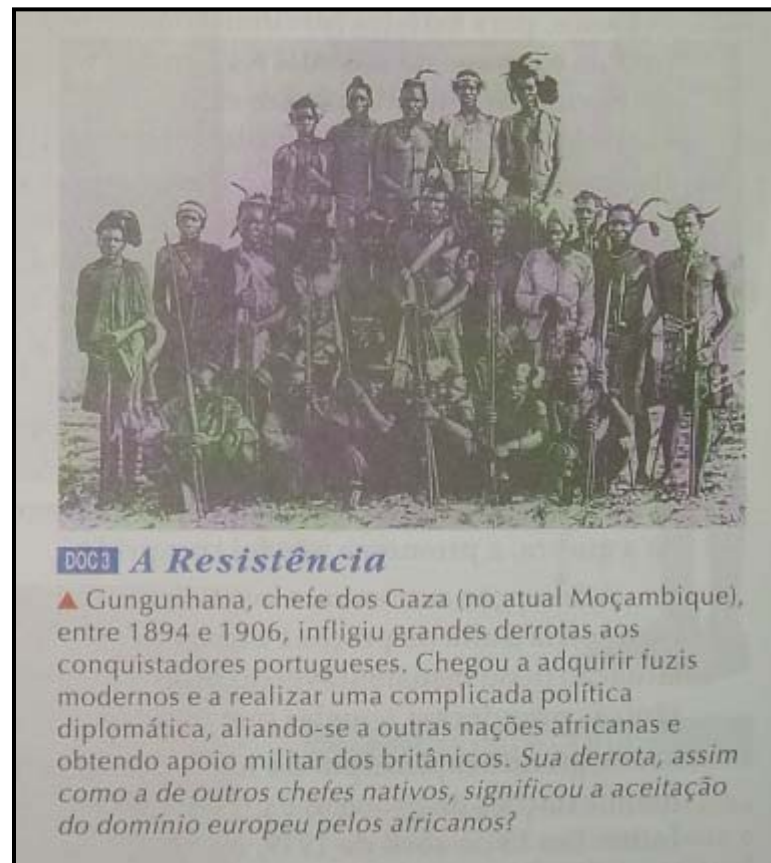 DOC 3 A Resistência
▲ Gungunhana, chefe dos Gaza (no atual Moçambique),
entre 1894 e 1906, infligiu grandes derrotas aos
conquistadores portugueses. Chegou a adquirir fuzis
modernos e a realizar uma complicada política
diplomática, aliando-se a outras nações africanas e
obtendo apoio militar dos britânicos. Sua derrota, assim
como a de outros chefes nativos, significou a aceitação
do domínio europeu pelos africanos?